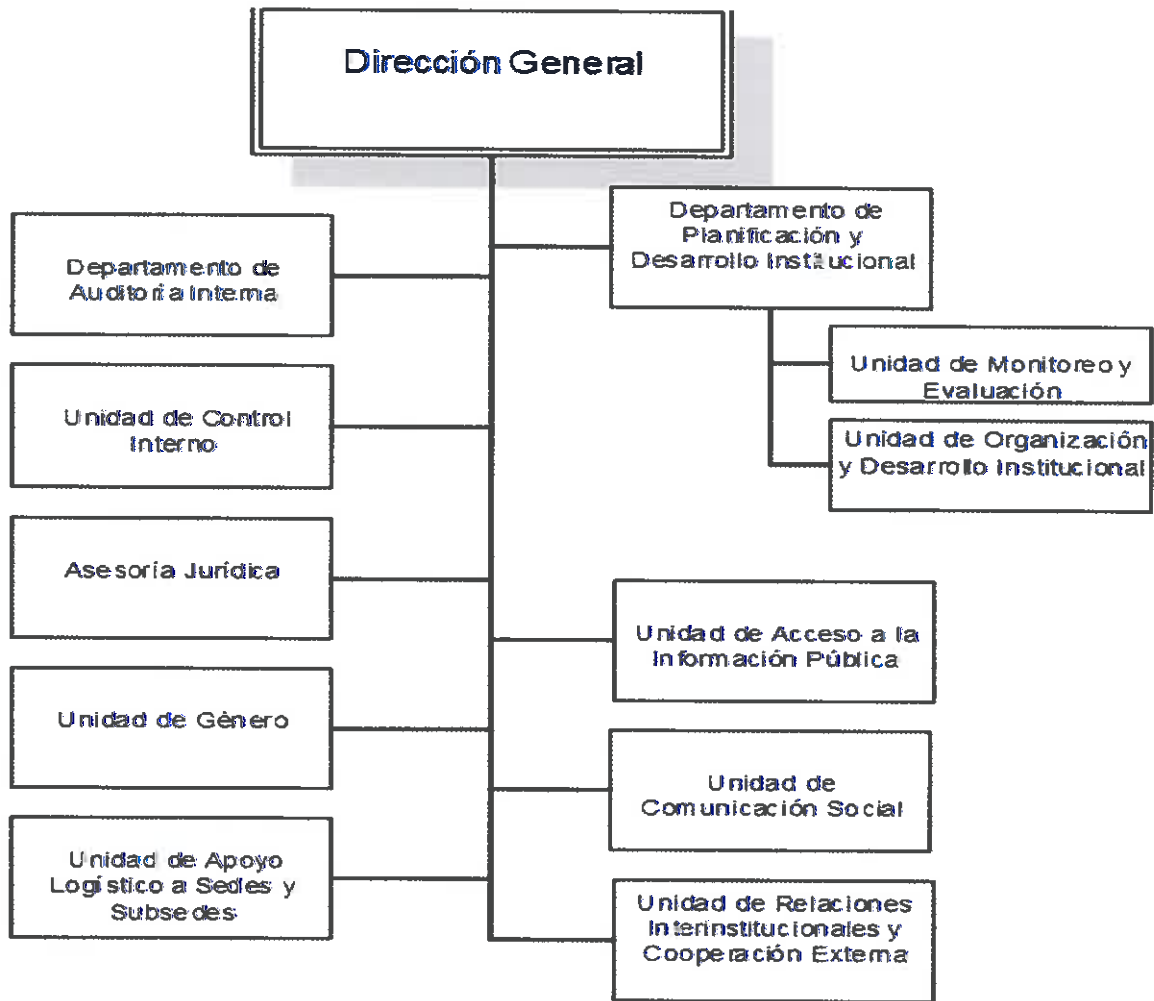 Dirección General
Departamento de
Planificación y
Desarrollo Institucional
Departamento de
Auditoría Interna
Unidad de Monitoreo y
Evaluación
Unidad de Control
Interno
Unidad de Organización
y Desarrollo Institucional
Asesoría Jurídica
Unidad de Acceso a la
Información Pública
Unidad de Género
Unidad de
Comunicación Social
Unidad de Apoyo
Logístico a Sedes y
Subsedes
Unidad de Relaciones
Interinstitucionales y
Cooperación Externa